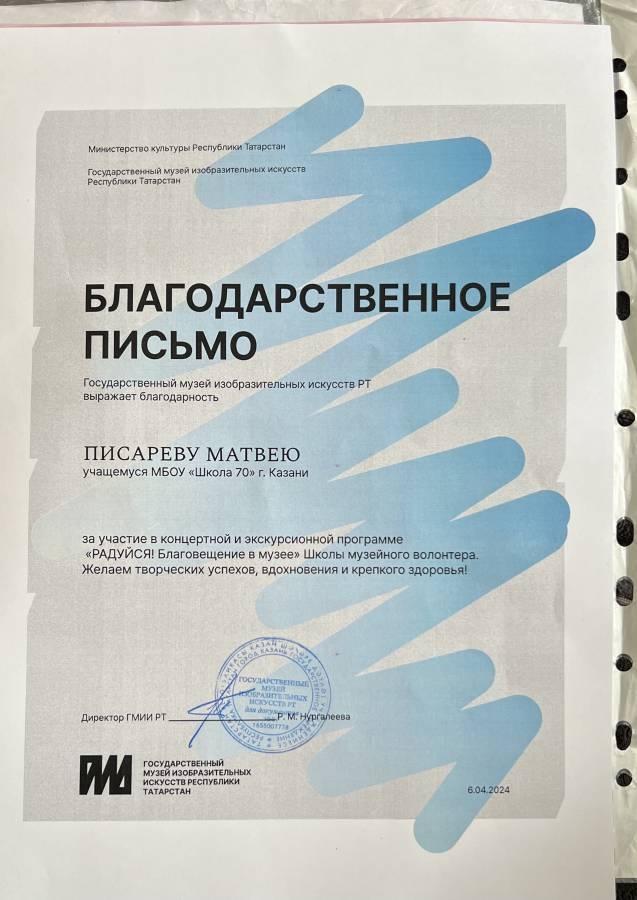 Министерство культуры Республики Татарстан
Государственный музей изобразительных искусств
Республики Татарстан
БЛАГОДАРСТВЕННОЕ
ПИСЬМО
Государственный музей изобразительных искусств РТ
выражает благодарность
ПИСАРЕВУ МАТВЕЮ
учащемуся МБОУ «Школа 70» г. Казани
за участие в концертной и экскурсионной программе
«РАДУЙСЯ! Благовещение в музее» Школы музейного волонтера.
Желаем творческих успехов, вдохновения и крепкого здоровья!
ГОСУДАРСТВЕННЫЙ
МУЗЕЙ
ИЗОБРАЗИТЕЛЬНЫХ
ИСКУССТВ РТ
для документов
Директор ГМИИ РТ Р. М. Нургалеева
ГОСУДАРСТВЕННЫЙ
МУЗЕЙ ИЗОБРАЗИТЕЛЬНЫХ
ИСКУССТВ РЕСПУБЛИКИ
ТАТАРСТАН
6.04.2024